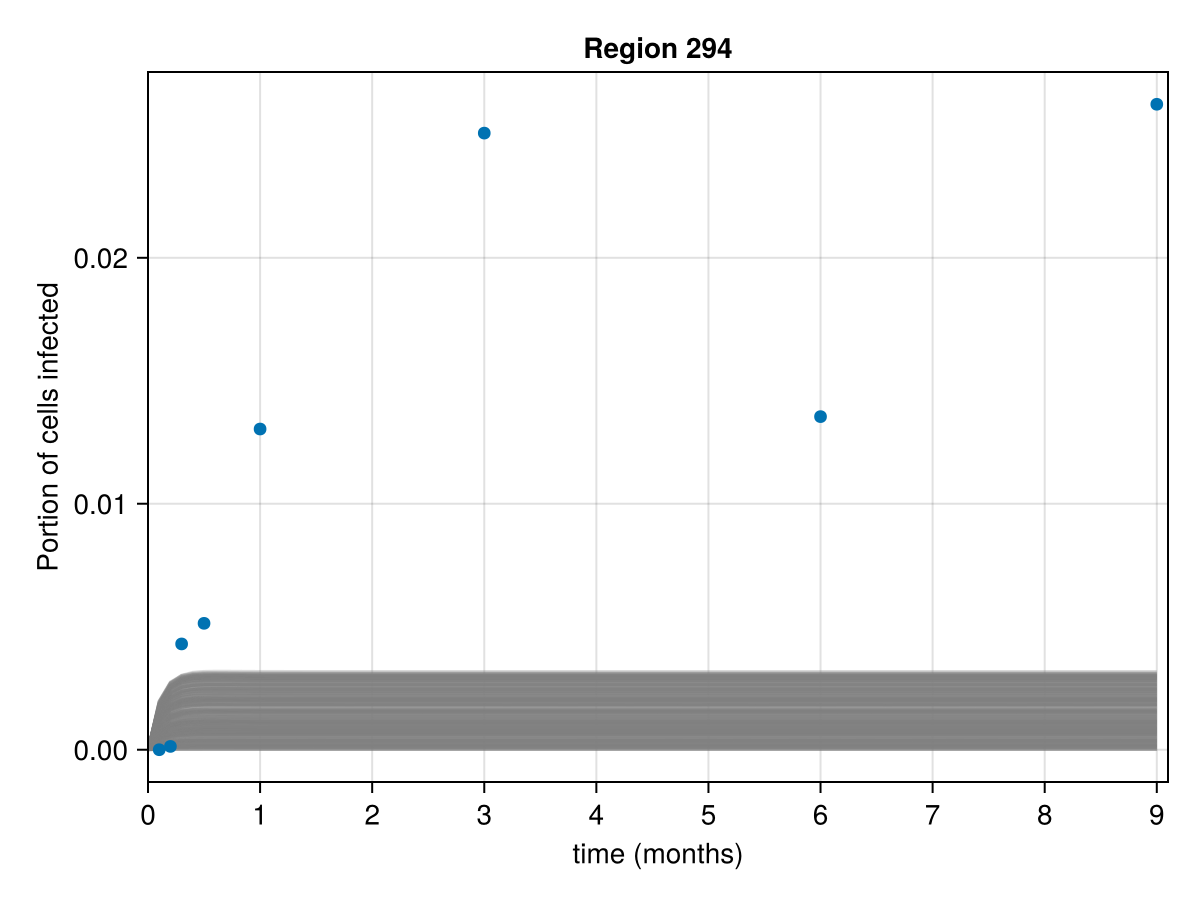 Region 294
Portion of cells infected
0.02
0.01
0.00
0 1 2 3 4 5 6 7 8 9
time (months)